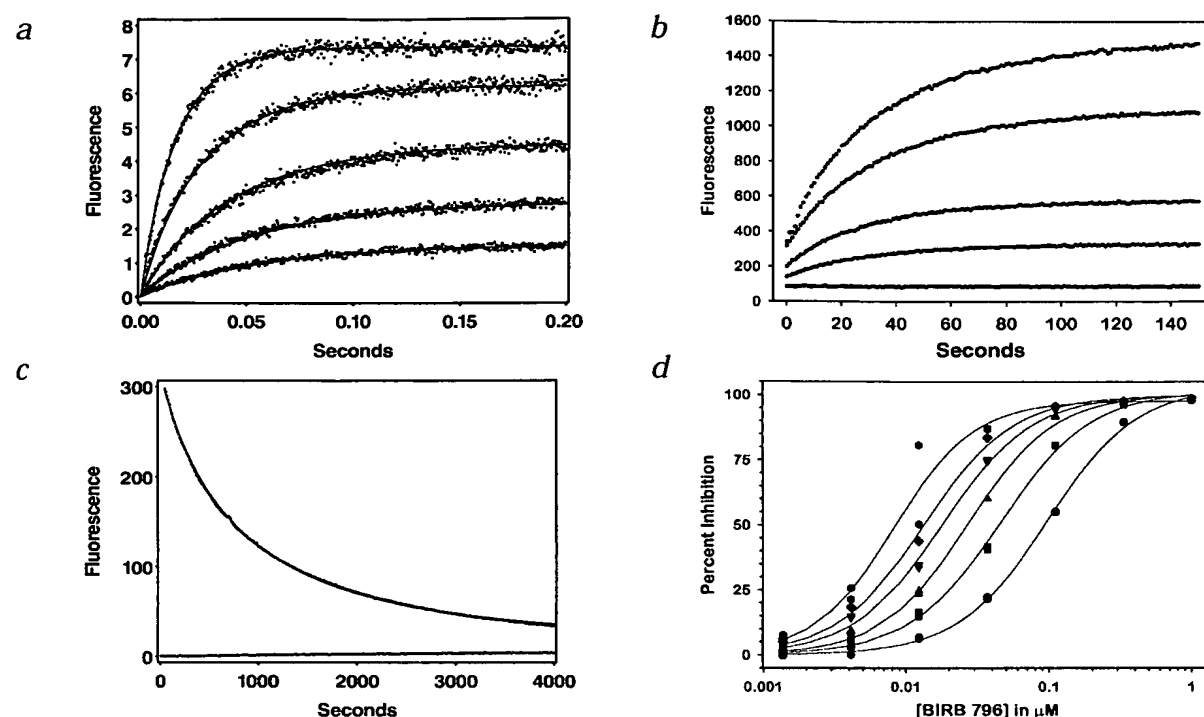 a
8
7
6
5
4
3
2
1
0
Fluorescence
0.00 0.05 0.10 0.15 0.20
Seconds
b
1600
1400
1200
1000
800
600
400
200
0
Fluorescence
0 20 40 60 80 100 120 140
Seconds
c
300
200
100
0
Fluorescence
0 1000 2000 3000 4000
Seconds
d
100
75
50
25
0
Percent Inhibition
0.001 0.01 0.1 1
[BIRB 796] in μM